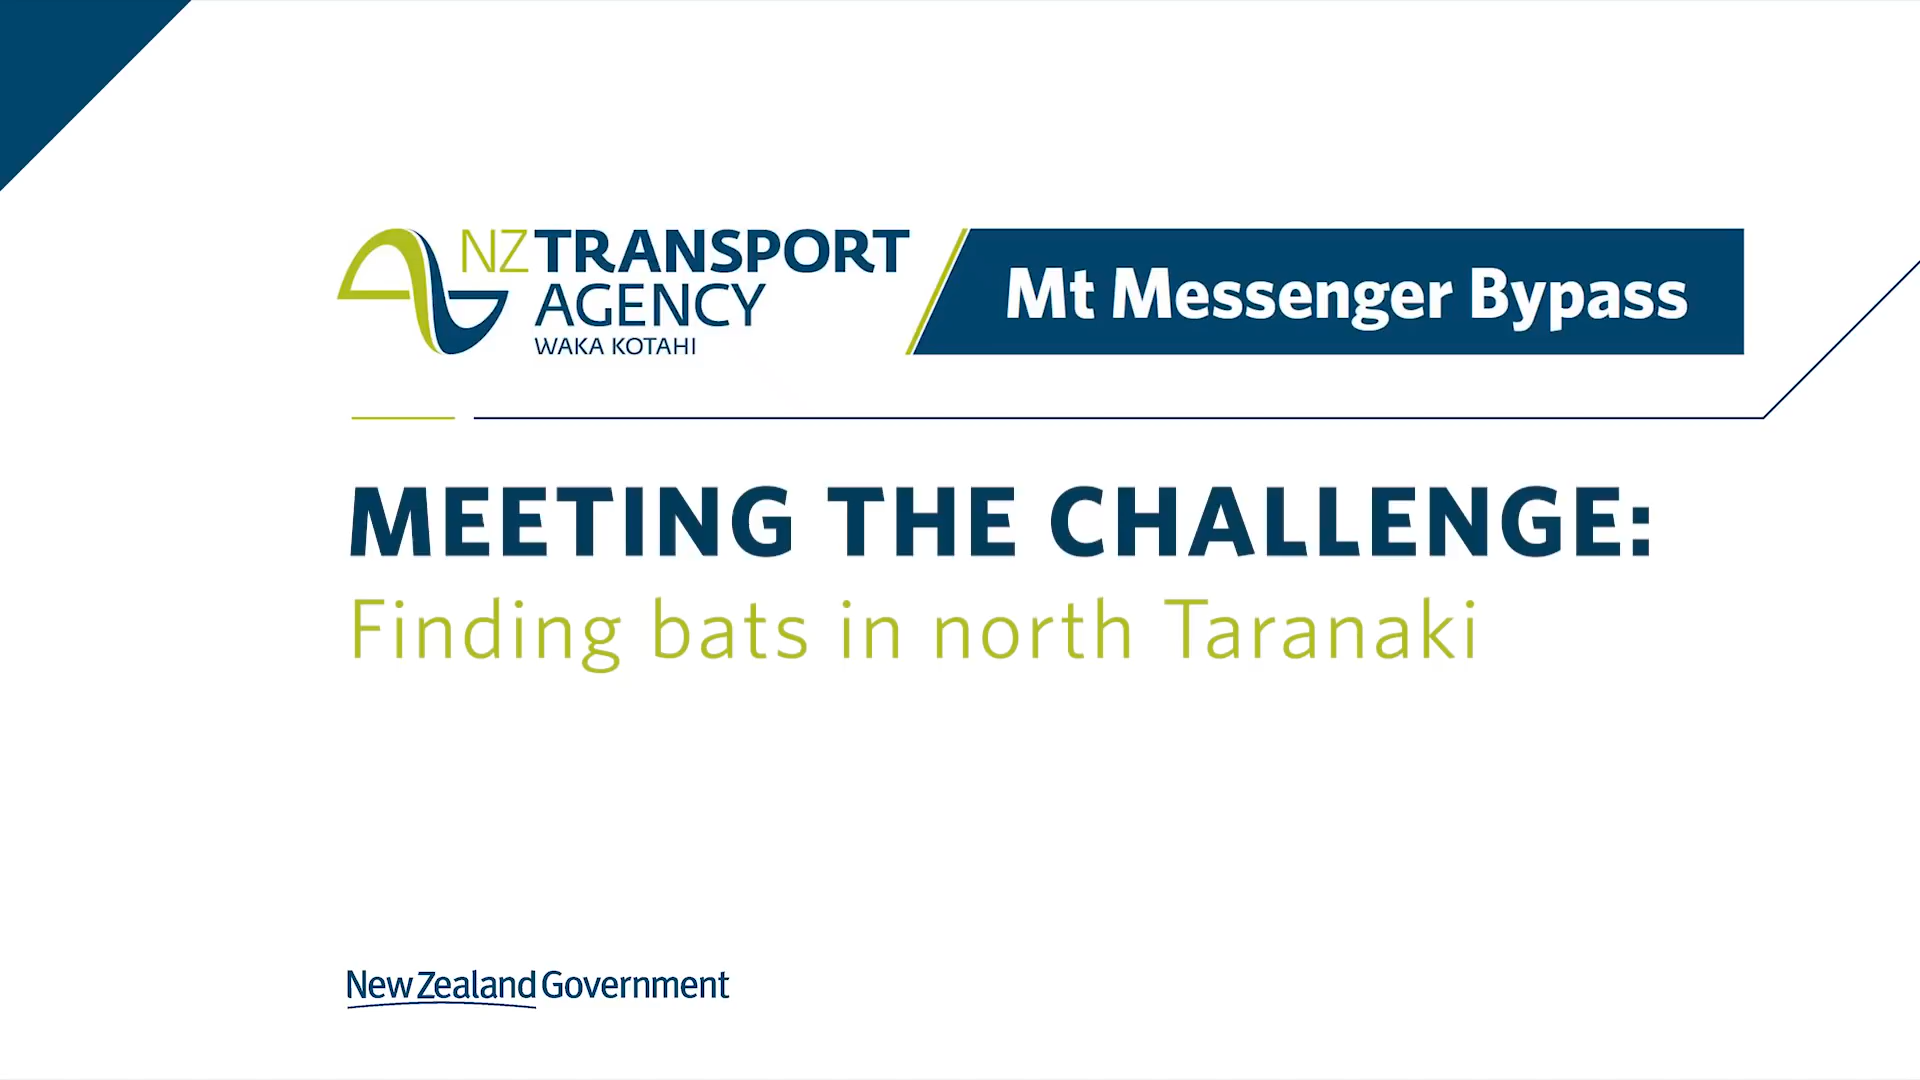 NZ TRANSPORT
AGENCY
WAKA KOTAHI
Mt Messenger Bypass
MEETING THE CHALLENGE:
Finding bats in north Taranaki
New Zealand Government